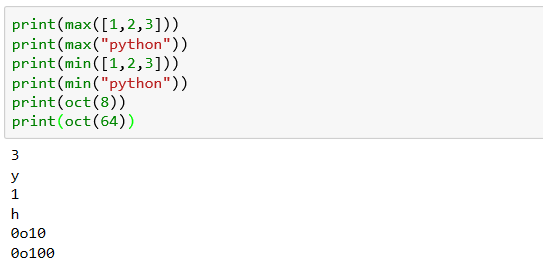 print(max([1,2,3]))
print(max("python"))
print(min([1,2,3]))
print(min("python"))
print(oct(8))
print(oct(64))
3
y
1
h
0o10
0o100